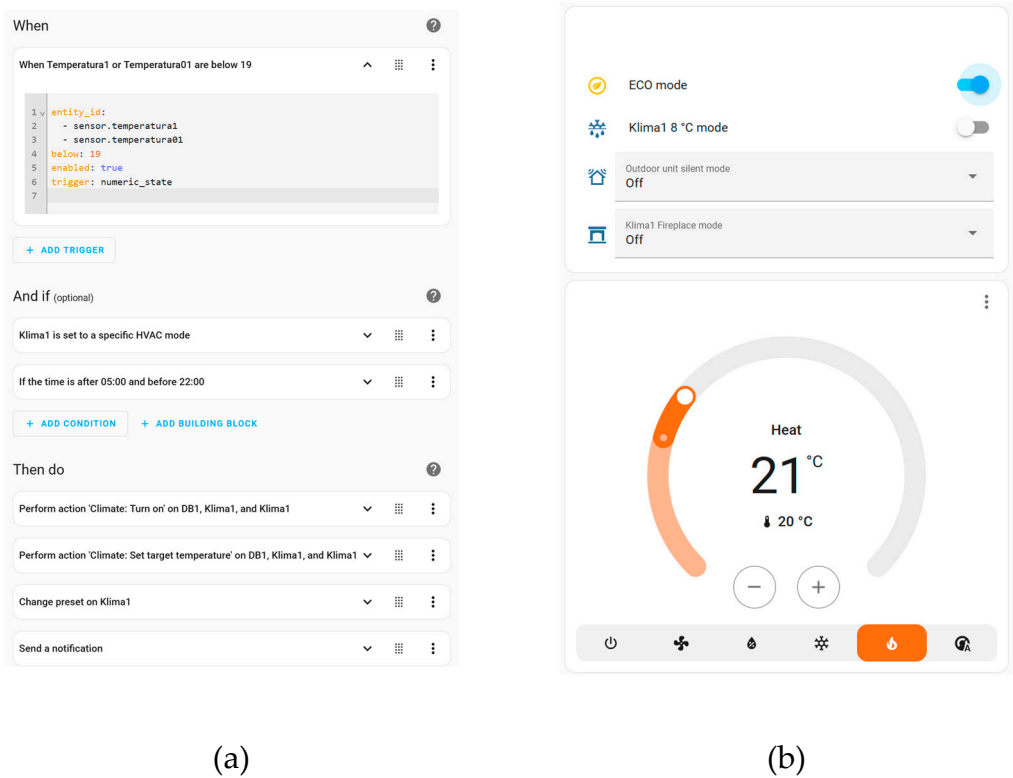 When
When Temperatura1 or Temperatura01 are below 19
1 entity_id:
2 - sensor.temperatura1
3 - sensor.temperatura01
4 below: 19
5 enabled: true
6 trigger: numeric_state
7
+ ADD TRIGGER
And if (optional)
Klima1 is set to a specific HVAC mode
If the time is after 05:00 and before 22:00
+ ADD CONDITION + ADD BUILDING BLOCK
Then do
Perform action 'Climate: Turn on' on DB1, Klima1, and Klima1
Perform action 'Climate: Set target temperature' on DB1, Klima1, and Klima1
Change preset on Klima1
Send a notification
(a)
ECO mode
Klima1 8 °C mode
Outdoor unit silent mode
Off
Klima1 Fireplace mode
Off
Heat
21 °C
20 °C
A
(b)